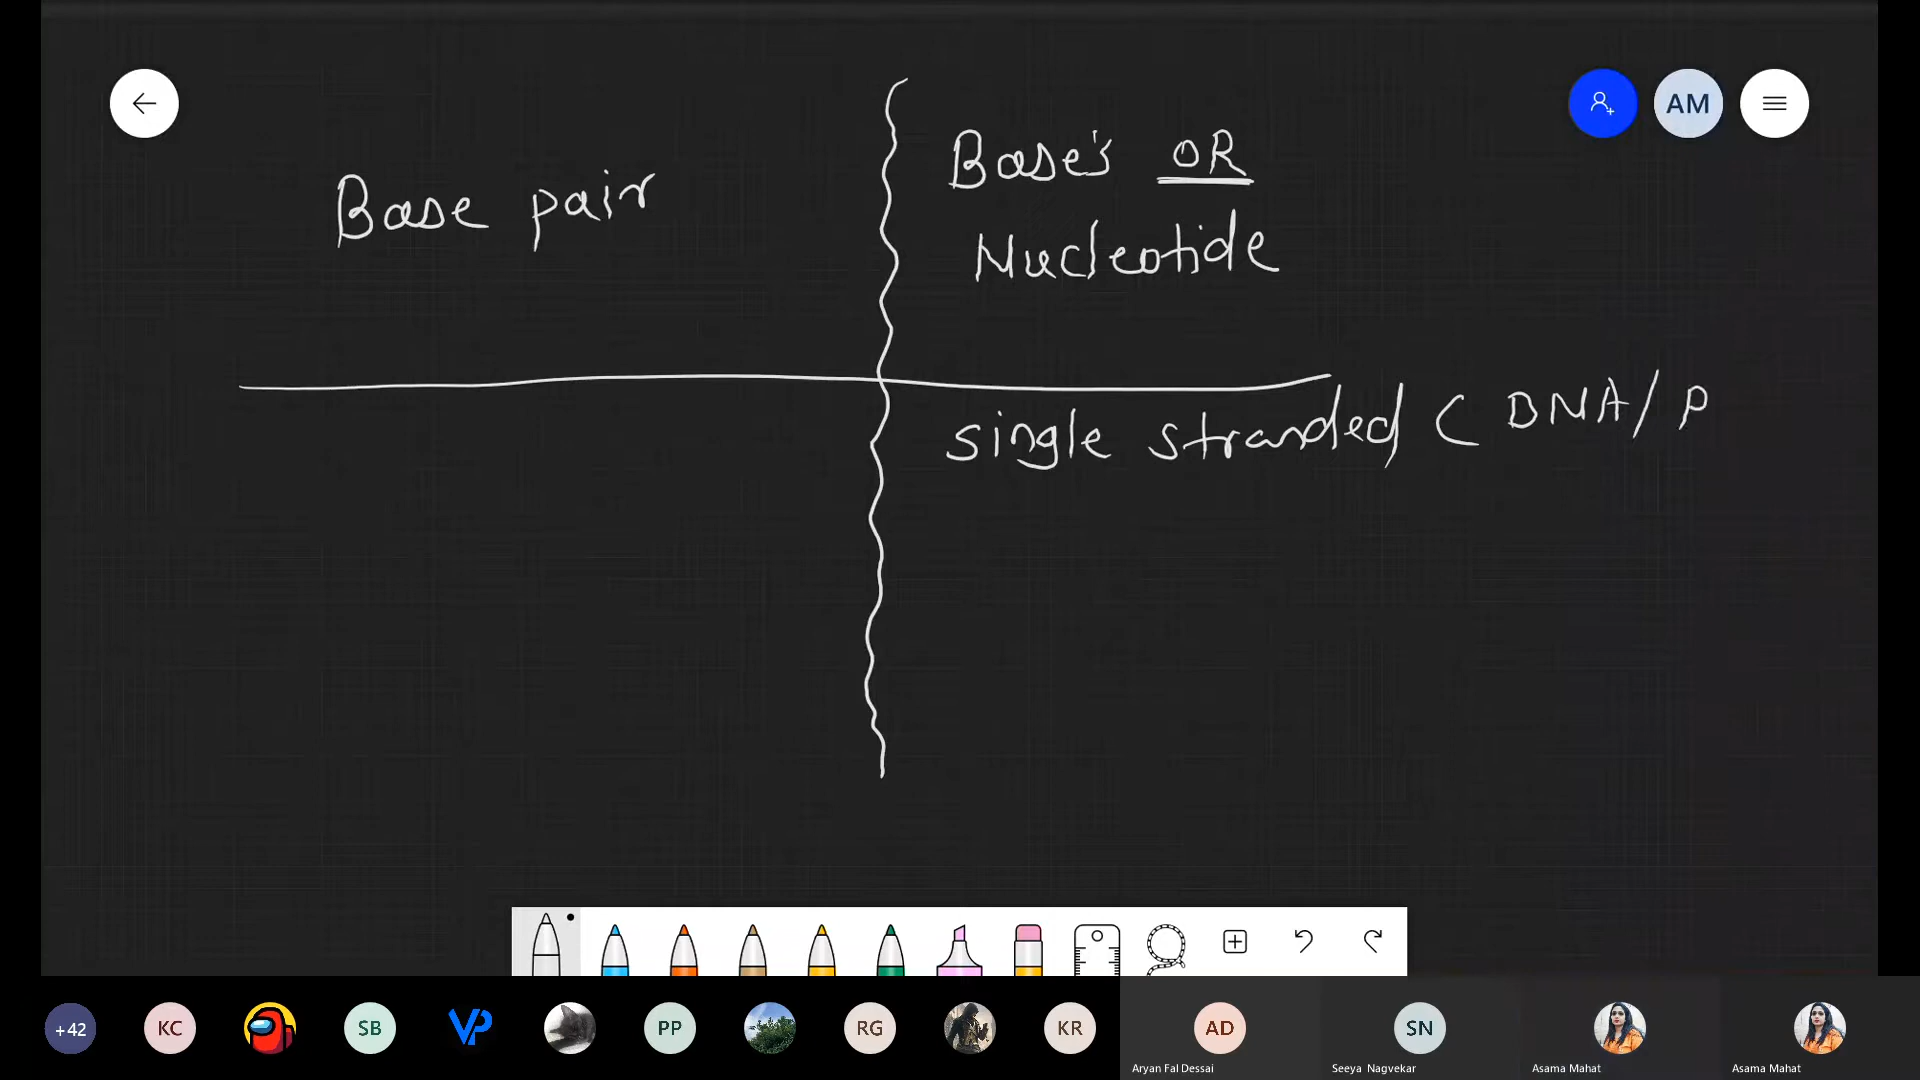 AM
Base pair
Base's OR
Nucleotide
single stranded ( DNA/
+42
KC
SB
VP
PP
RG
KR
AD
SN
Aryan Fal Dessai
Seeya Nagvekar
Asama Mahat
Asama Mahat